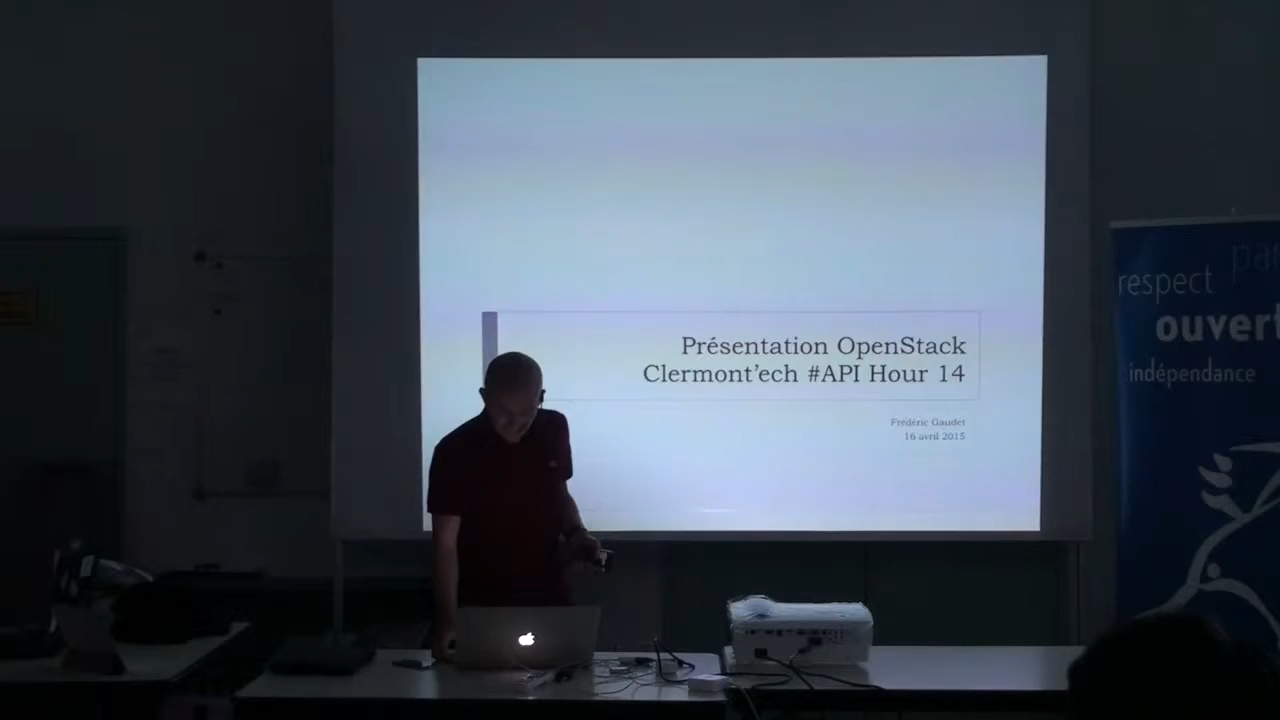 Présentation OpenStack
Clermont'ech #API Hour 14
Frédéric Gaudet
16 avril 2015
respect
ouvert
indépendance